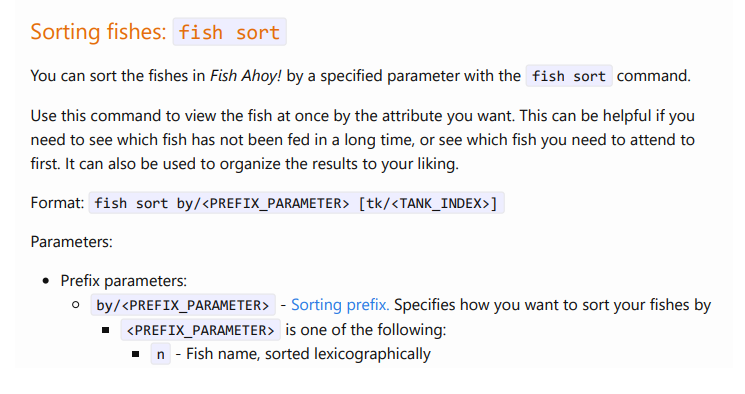 Sorting fishes: fish sort
You can sort the fishes in Fish Ahoy! by a specified parameter with the fish sort command.
Use this command to view the fish at once by the attribute you want. This can be helpful if you
need to see which fish has not been fed in a long time, or see which fish you need to attend to
first. It can also be used to organize the results to your liking.
Format: fish sort by/<PREFIX_PARAMETER> [tk/<TANK_INDEX>]
Parameters:
Prefix parameters:
by/<PREFIX_PARAMETER> - Sorting prefix. Specifies how you want to sort your fishes by
<PREFIX_PARAMETER> is one of the following:
n - Fish name, sorted lexicographically